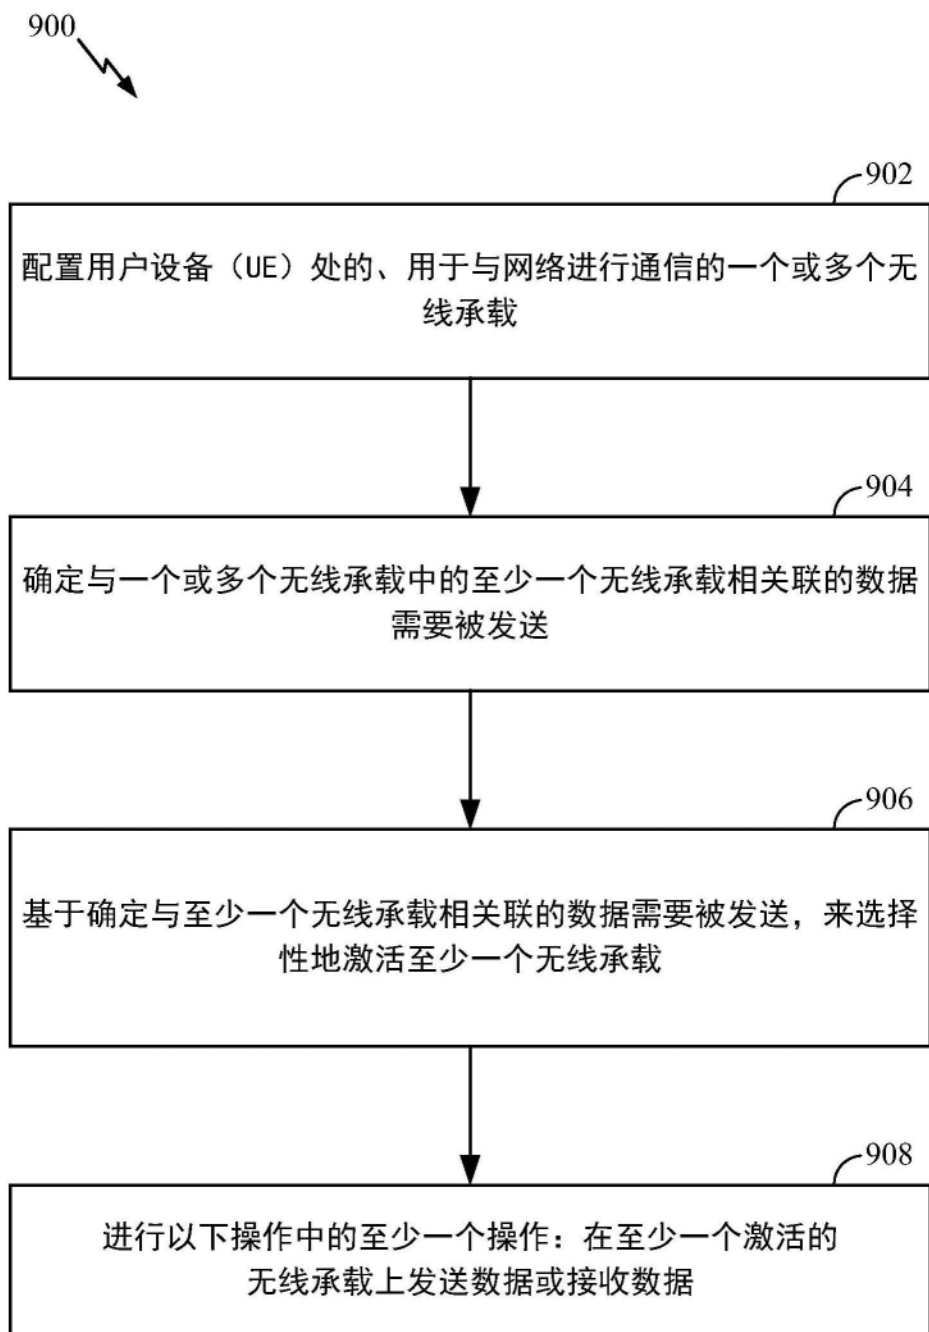 900
902
配置用户设备（UE）处的、用于与网络进行通信的一个或多个无
线承载
904
确定与一个或多个无线承载中的至少一个无线承载相关联的数据
需要被发送
906
基于确定与至少一个无线承载相关联的数据需要被发送，来选择
性地激活至少一个无线承载
908
进行以下操作中的至少一个操作：在至少一个激活的
无线承载上发送数据或接收数据